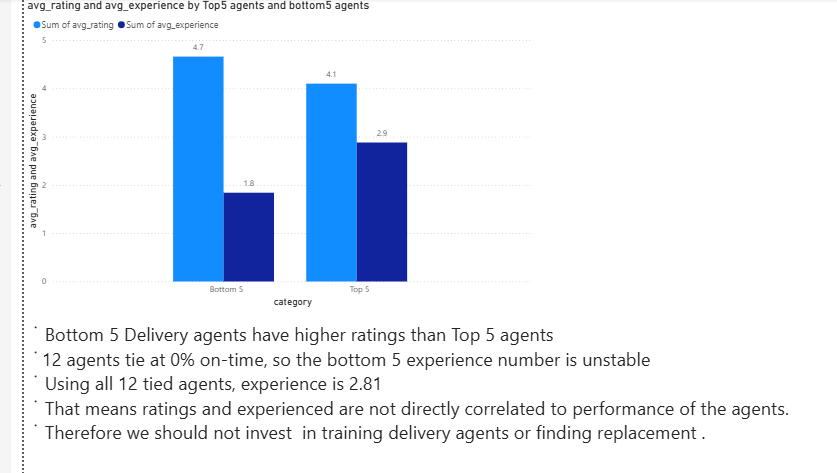 avg_rating and avg_experience by Top5 agents and bottom5 agents
Sum of avg_rating Sum of avg_experience
5
4.7
4.1
4
3
2.9
2
1.8
1
0
avg_rating and avg_experience
Bottom 5 Top 5
category
Bottom 5 Delivery agents have higher ratings than Top 5 agents
12 agents tie at 0% on-time, so the bottom 5 experience number is unstable
Using all 12 tied agents, experience is 2.81
That means ratings and experienced are not directly correlated to performance of the agents.
Therefore we should not invest in training delivery agents or finding replacement .